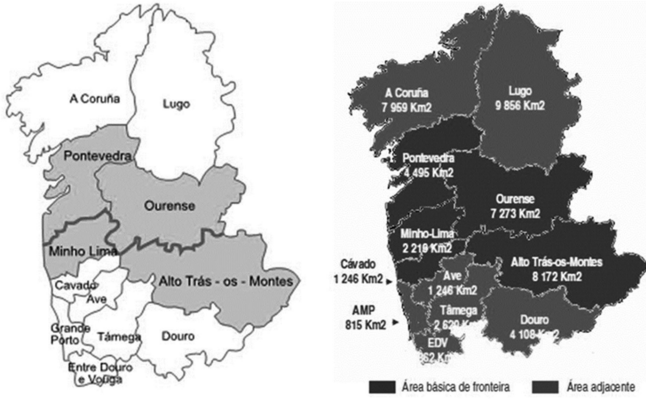 A Coruña
Lugo
Pontevedra
Ourense
Minho Lima
Alto Trás - os - Montes
Cavado
Ave
Grande
Porto
Tâmega
Douro
Entre Douro
e Vouga
A Coruña
7 959 Km2
Lugo
9 856 Km2
Pontevedra
4 495 Km2
Ourense
7 273 Km2
Minho-Lima
2 219 Km2
Alto Trás-os-Montes
8 172 Km2
Cávado
1 246 Km2
Ave
1 246 Km2
AMP
815 Km2
Tâmega
2 620 Km2
Douro
4 108 Km2
EDV
Área básica de fronteira
Área adjacente